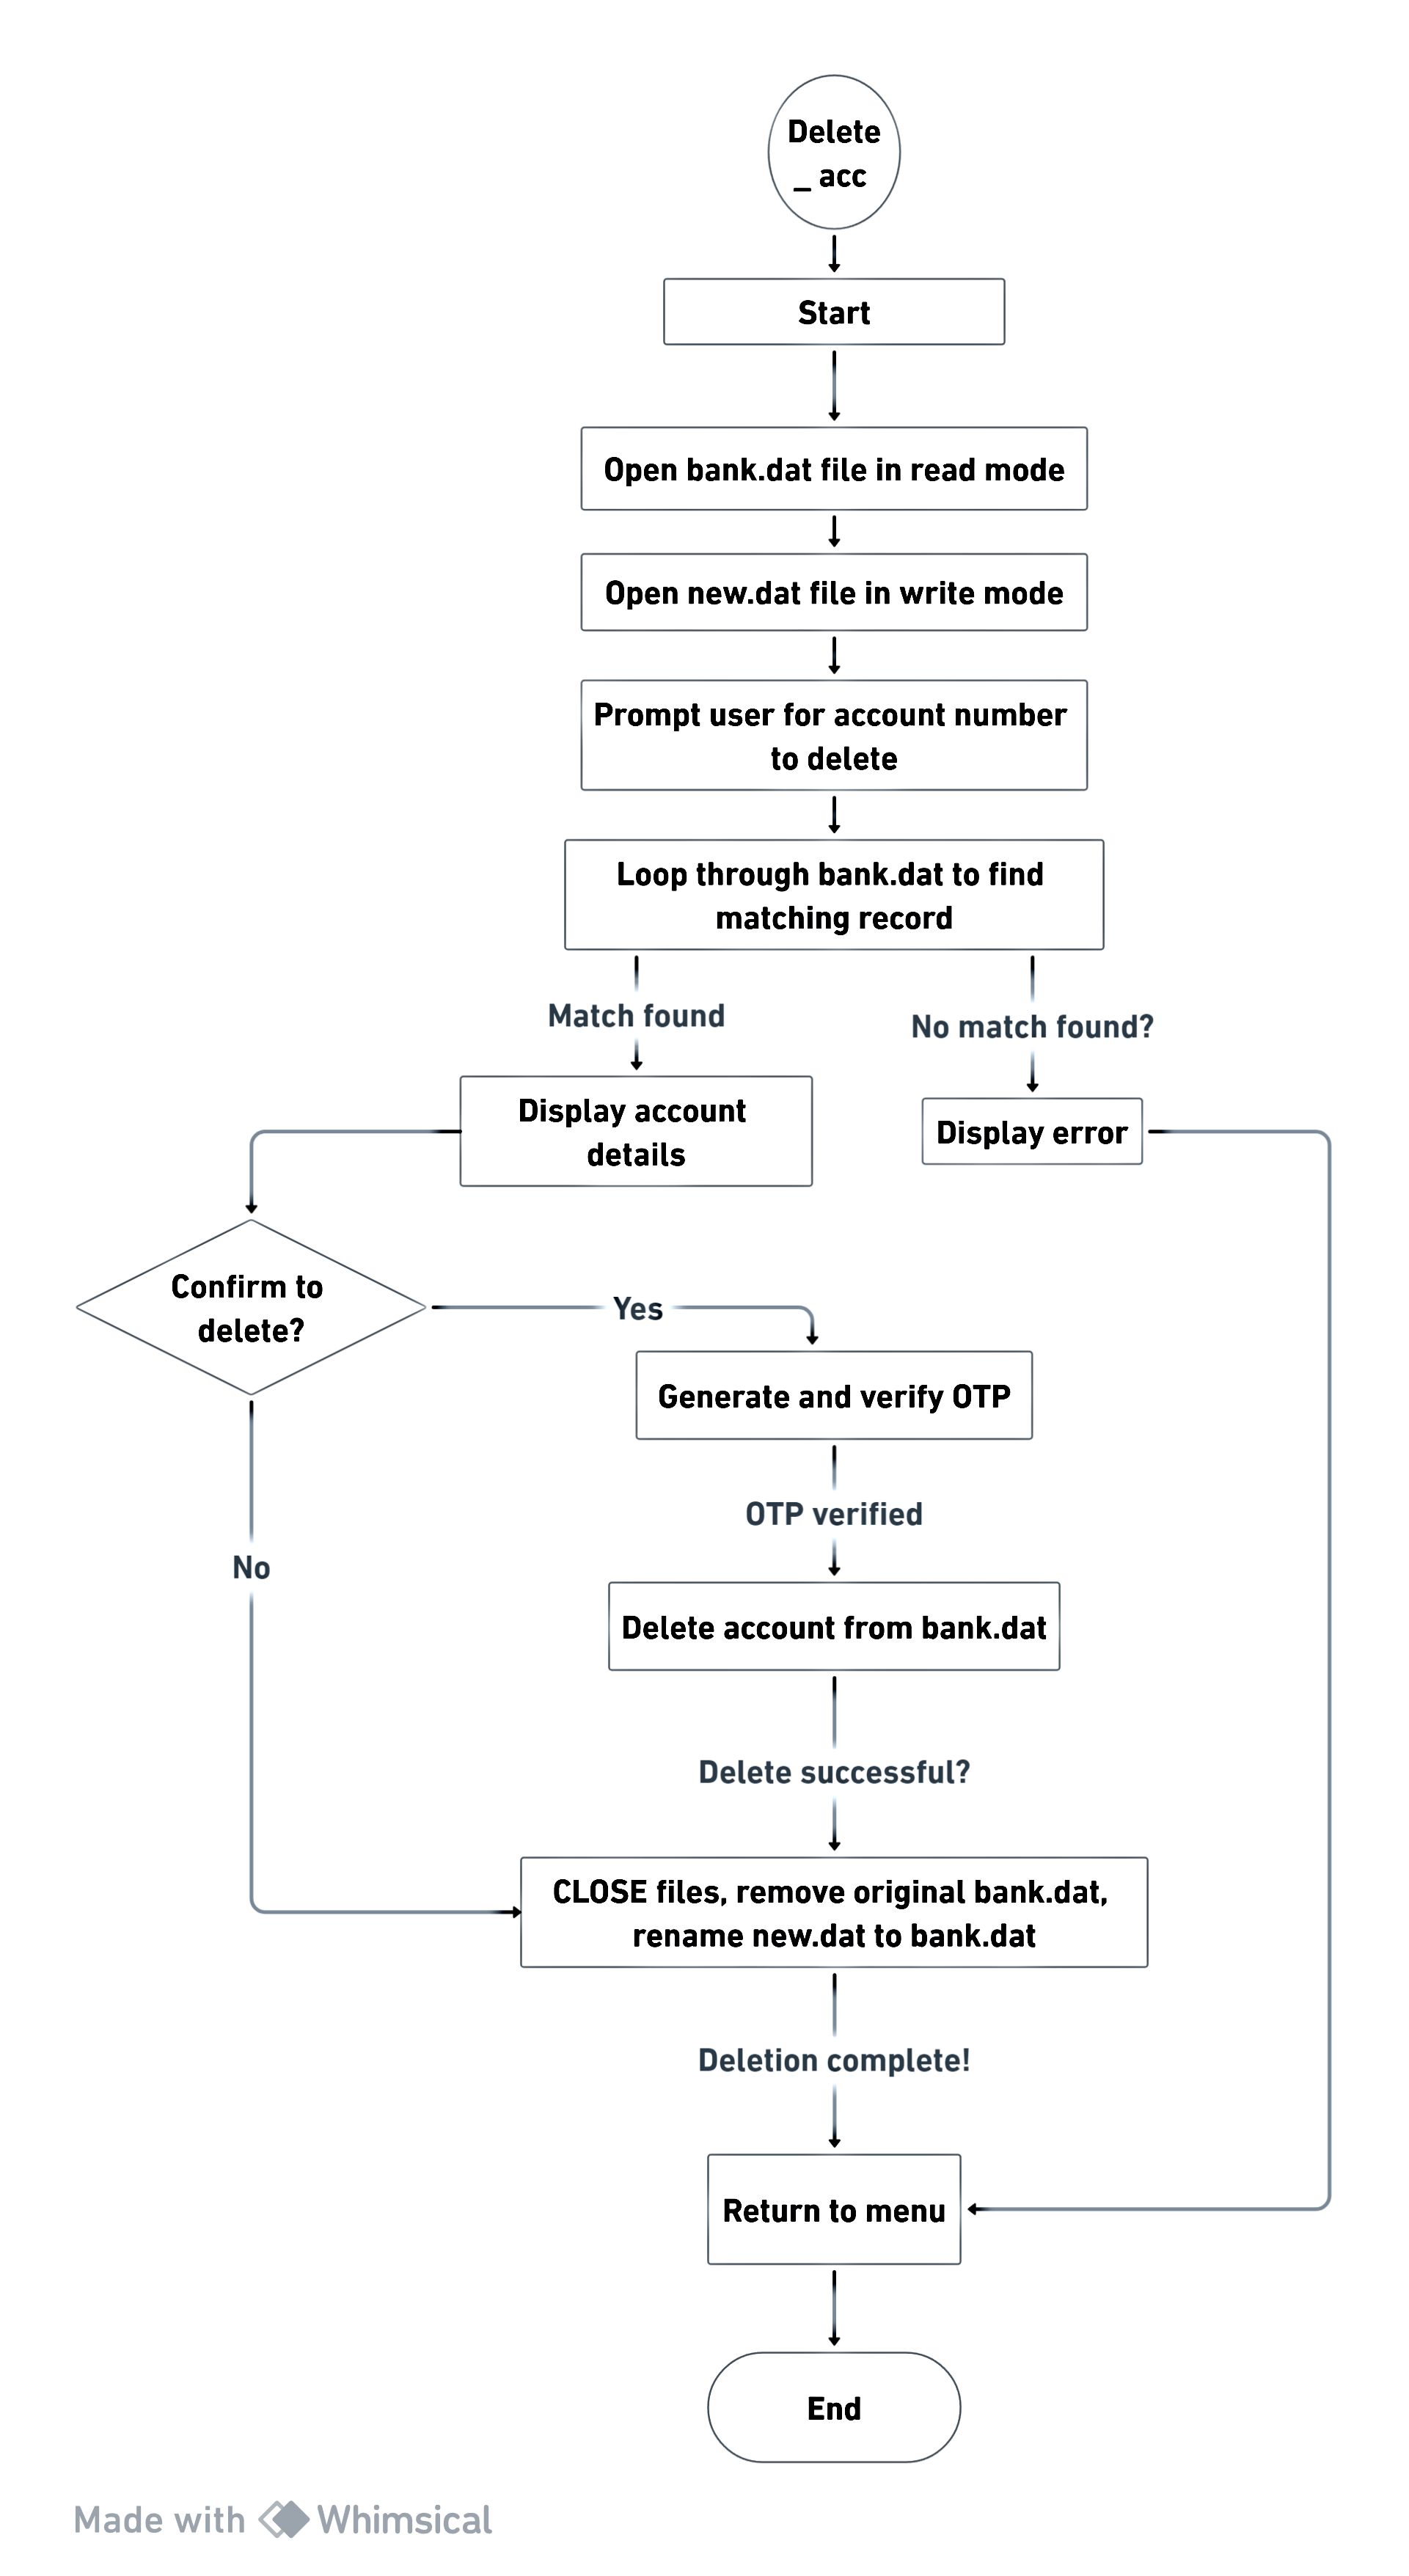 Delete
_ acc
Start
Open bank.dat file in read mode
Open new.dat file in write mode
Prompt user for account number
to delete
Loop through bank.dat to find
matching record
Match found
No match found?
Display account
details
Display error
Confirm to
delete?
Yes
Generate and verify OTP
OTP verified
No
Delete account from bank.dat
Delete successful?
CLOSE files, remove original bank.dat,
rename new.dat to bank.dat
Deletion complete!
Return to menu
End
Made with Whimsical